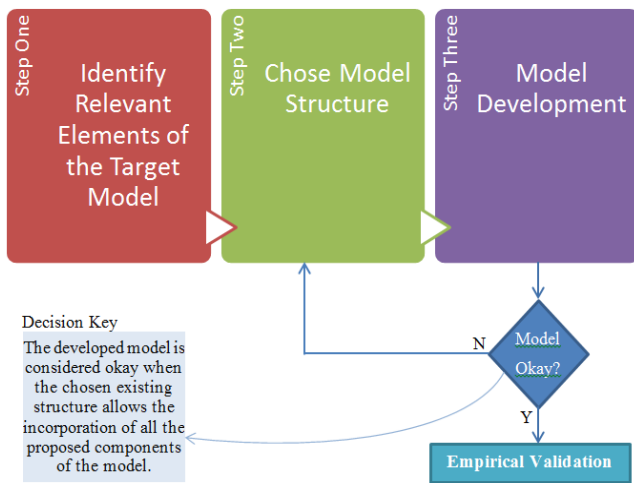 Step One
Identify
Relevant
Elements of
the Target
Model
Step Two
Chose Model
Structure
Step Three
Model
Development
Decision Key
The developed model is
considered okay when
the chosen existing
structure allows the
incorporation of all the
proposed components
of the model.
N
Model
Okay?
Y
Empirical Validation